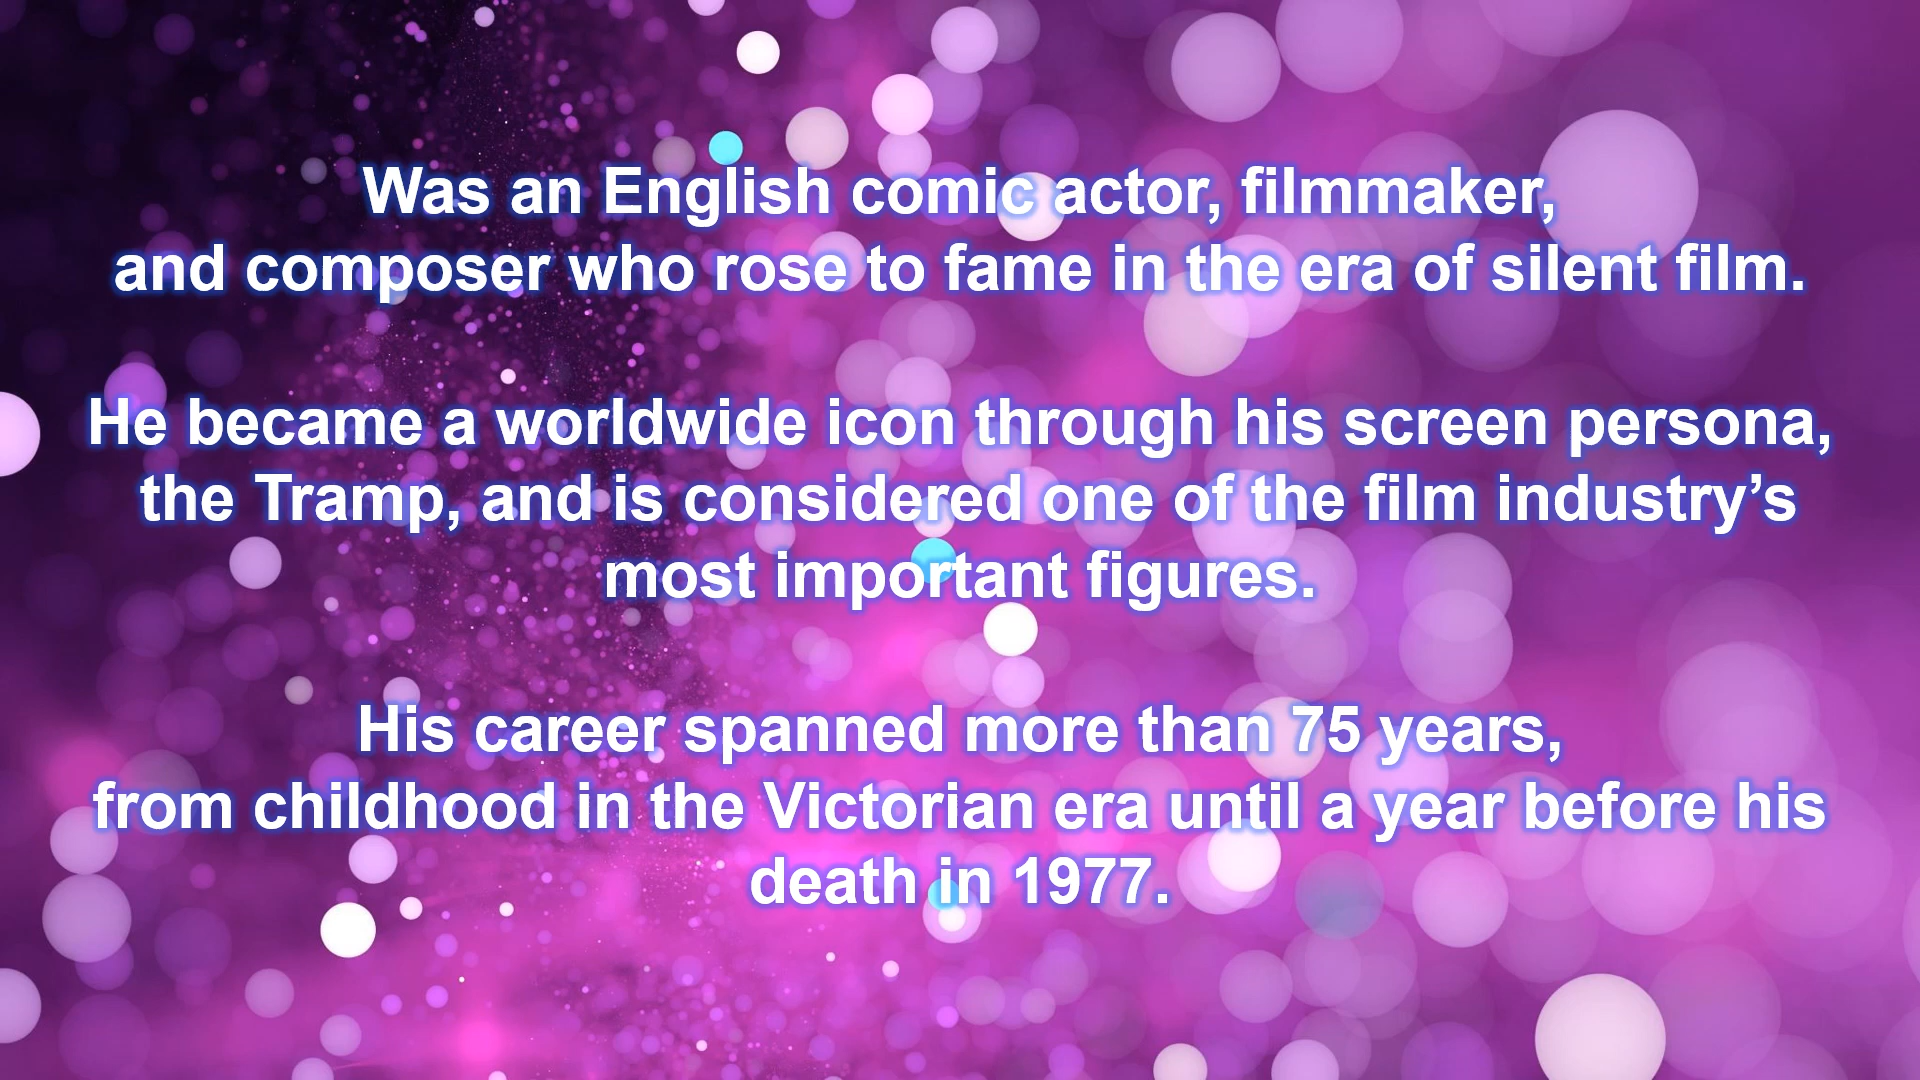 Was an English comic actor, filmmaker,
and composer who rose to fame in the era of silent film.
He became a worldwide icon through his screen persona,
the Tramp, and is considered one of the film industry’s
most important figures.
His career spanned more than 75 years,
from childhood in the Victorian era until a year before his
death in 1977.